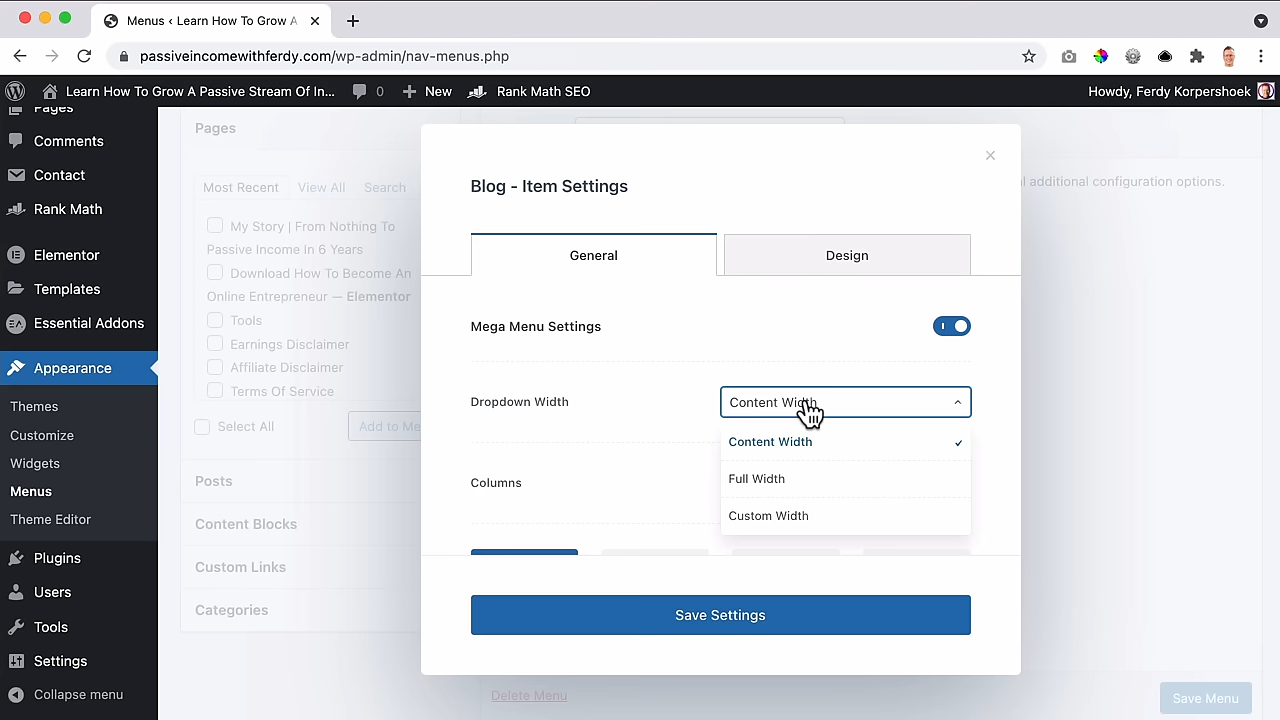 Menus ‹ Learn How To Grow A
passiveincomewithferdy.com/wp-admin/nav-menus.php
Learn How To Grow A Passive Stream Of In... 0 New Rank Math SEO Howdy, Ferdy Korpershoek
Pages
Comments
Contact
Rank Math
Elementor
Templates
Essential Addons
Appearance
Themes
Customize
Widgets
Menus
Theme Editor
Plugins
Users
Tools
Settings
Collapse menu
Pages
Most Recent View All Search
My Story | From Nothing To
Passive Income In 6 Years
Download How To Become An
Online Entrepreneur — Elementor
Tools
Earnings Disclaimer
Affiliate Disclaimer
Terms Of Service
Select All
Add to Me
Posts
Content Blocks
Custom Links
Categories
l additional configuration options.
Blog - Item Settings
General Design
Mega Menu Settings
Dropdown Width Content Width
Content Width
Full Width
Custom Width
Columns
Save Settings
Delete Menu
Save Menu